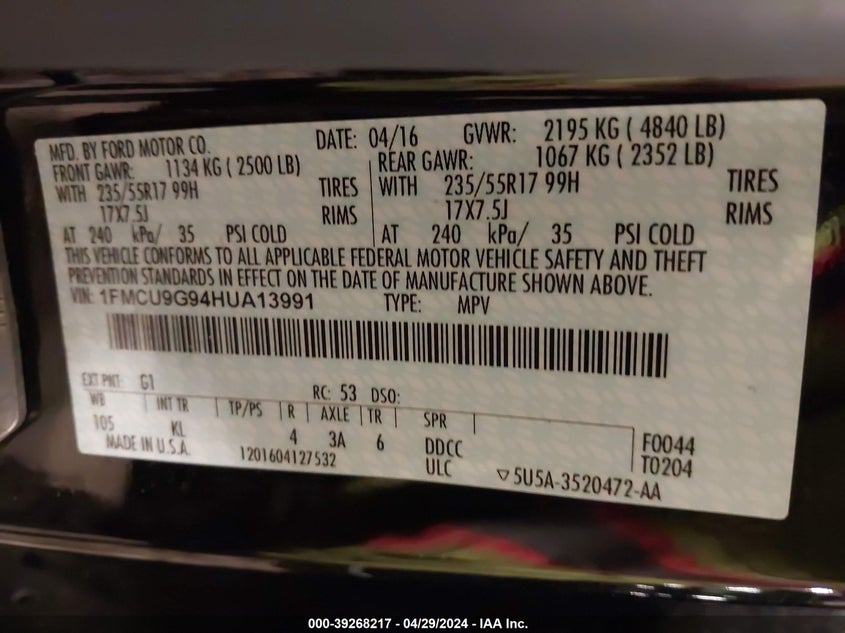 MFD. BY FORD MOTOR CO. DATE: 04/16 GVWR: 2195 KG ( 4840 LB)
FRONT GAWR: 1134 KG ( 2500 LB) REAR GAWR: 1067 KG ( 2352 LB)
WITH 235/55R17 99H TIRES WITH 235/55R17 99H TIRES
17X7.5J RIMS 17X7.5J RIMS
AT 240 kPa/ 35 PSI COLD AT 240 kPa/ 35 PSI COLD
THIS VEHICLE CONFORMS TO ALL APPLICABLE FEDERAL MOTOR VEHICLE SAFETY AND THEFT
PREVENTION STANDARDS IN EFFECT ON THE DATE OF MANUFACTURE SHOWN ABOVE.
VIN: 1FMCU9G94HUA13991 TYPE: MPV
EXT PNT: G1 RC: 53 DSO:
WB INT TR TP/PS R AXLE TR SPR
105 KL 4 3A 6 DDCC F0044
MADE IN U.S.A. 1201604127532 ULC T0204
▽5U5A-3520472-AA
000-39268217 - 04/29/2024 - IAA Inc.